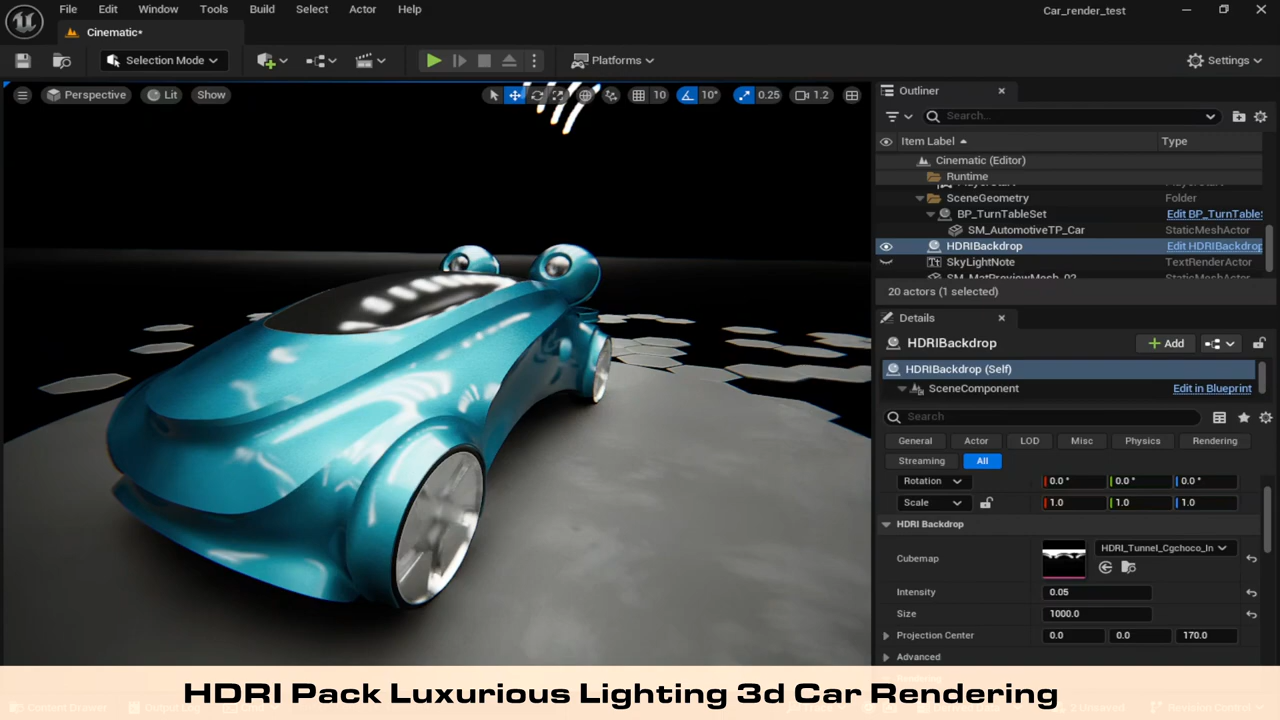 File Edit Window Tools Build Select Actor Help
Car_render_test
Cinematic*
Selection Mode
Platforms
Settings
Perspective Lit Show
10 10° 0.25 1.2
Outliner
Search...
Item Label Type
Cinematic (Editor)
Runtime
SceneGeometry Folder
BP_TurnTableSet Edit BP_TurnTable
SM_AutomotiveTP_Car StaticMeshActor
HDRIBackdrop Edit HDRIBackdrop
SkyLightNote TextRenderActor
SM_MatPreviewMesh_02 StaticMeshActor
20 actors (1 selected)
Details
HDRIBackdrop
Add
HDRIBackdrop (Self)
SceneComponent Edit in Blueprint
Search
General Actor LOD Misc Physics Rendering
Streaming All
Rotation 0.0 ° 0.0 ° 0.0 °
Scale 1.0 1.0 1.0
HDRI Backdrop
Cubemap HDRI_Tunnel_Cgchoco_In
Intensity 0.05
Size 1000.0
Projection Center 0.0 0.0 170.0
Advanced
HDRI Pack Luxurious Lighting 3d Car Rendering